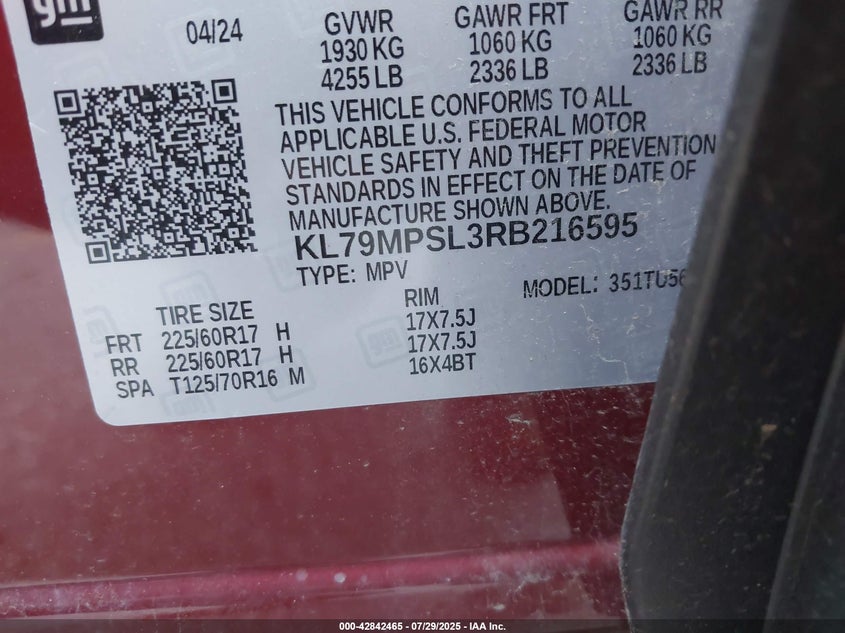 gm
04/24 GVWR GAWR FRT GAWR RR
1930 KG 1060 KG 1060 KG
4255 LB 2336 LB 2336 LB
THIS VEHICLE CONFORMS TO ALL
APPLICABLE U.S. FEDERAL MOTOR
VEHICLE SAFETY AND THEFT PREVENTION
STANDARDS IN EFFECT ON THE DATE OF
MANUFACTURE SHOWN ABOVE.
KL79MPSL3RB216595
TYPE: MPV MODEL: 351TU56
TIRE SIZE RIM
FRT 225/60R17 H 17X7.5J
RR 225/60R17 H 17X7.5J
SPA T125/70R16 M 16X4BT
000-42842465 / 07/29/2025 - IAA Inc.